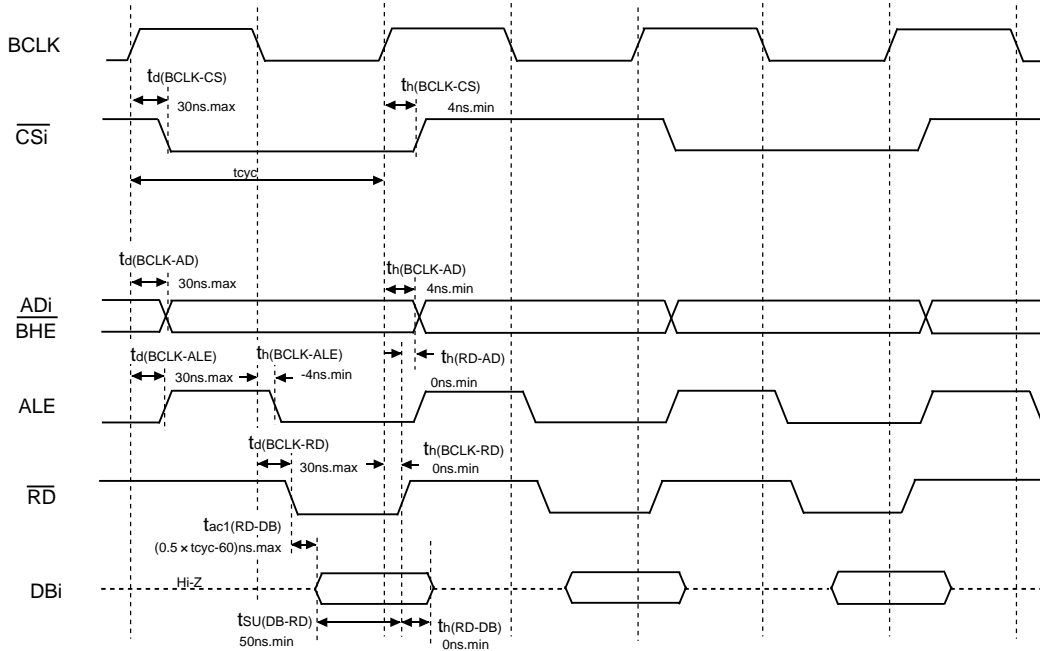 BCLK
td(BCLK-CS)
30ns.max
th(BCLK-CS)
4ns.min
CSi
tcyc
td(BCLK-AD)
30ns.max
th(BCLK-AD)
4ns.min
ADi
BHE
th(RD-AD)
0ns.min
td(BCLK-ALE)
30ns.max
th(BCLK-ALE)
-4ns.min
ALE
td(BCLK-RD)
30ns.max
th(BCLK-RD)
0ns.min
RD
tac1(RD-DB)
(0.5 × tcyc-60)ns.max
Hi-Z
DBi
tSU(DB-RD)
50ns.min
th(RD-DB)
0ns.min